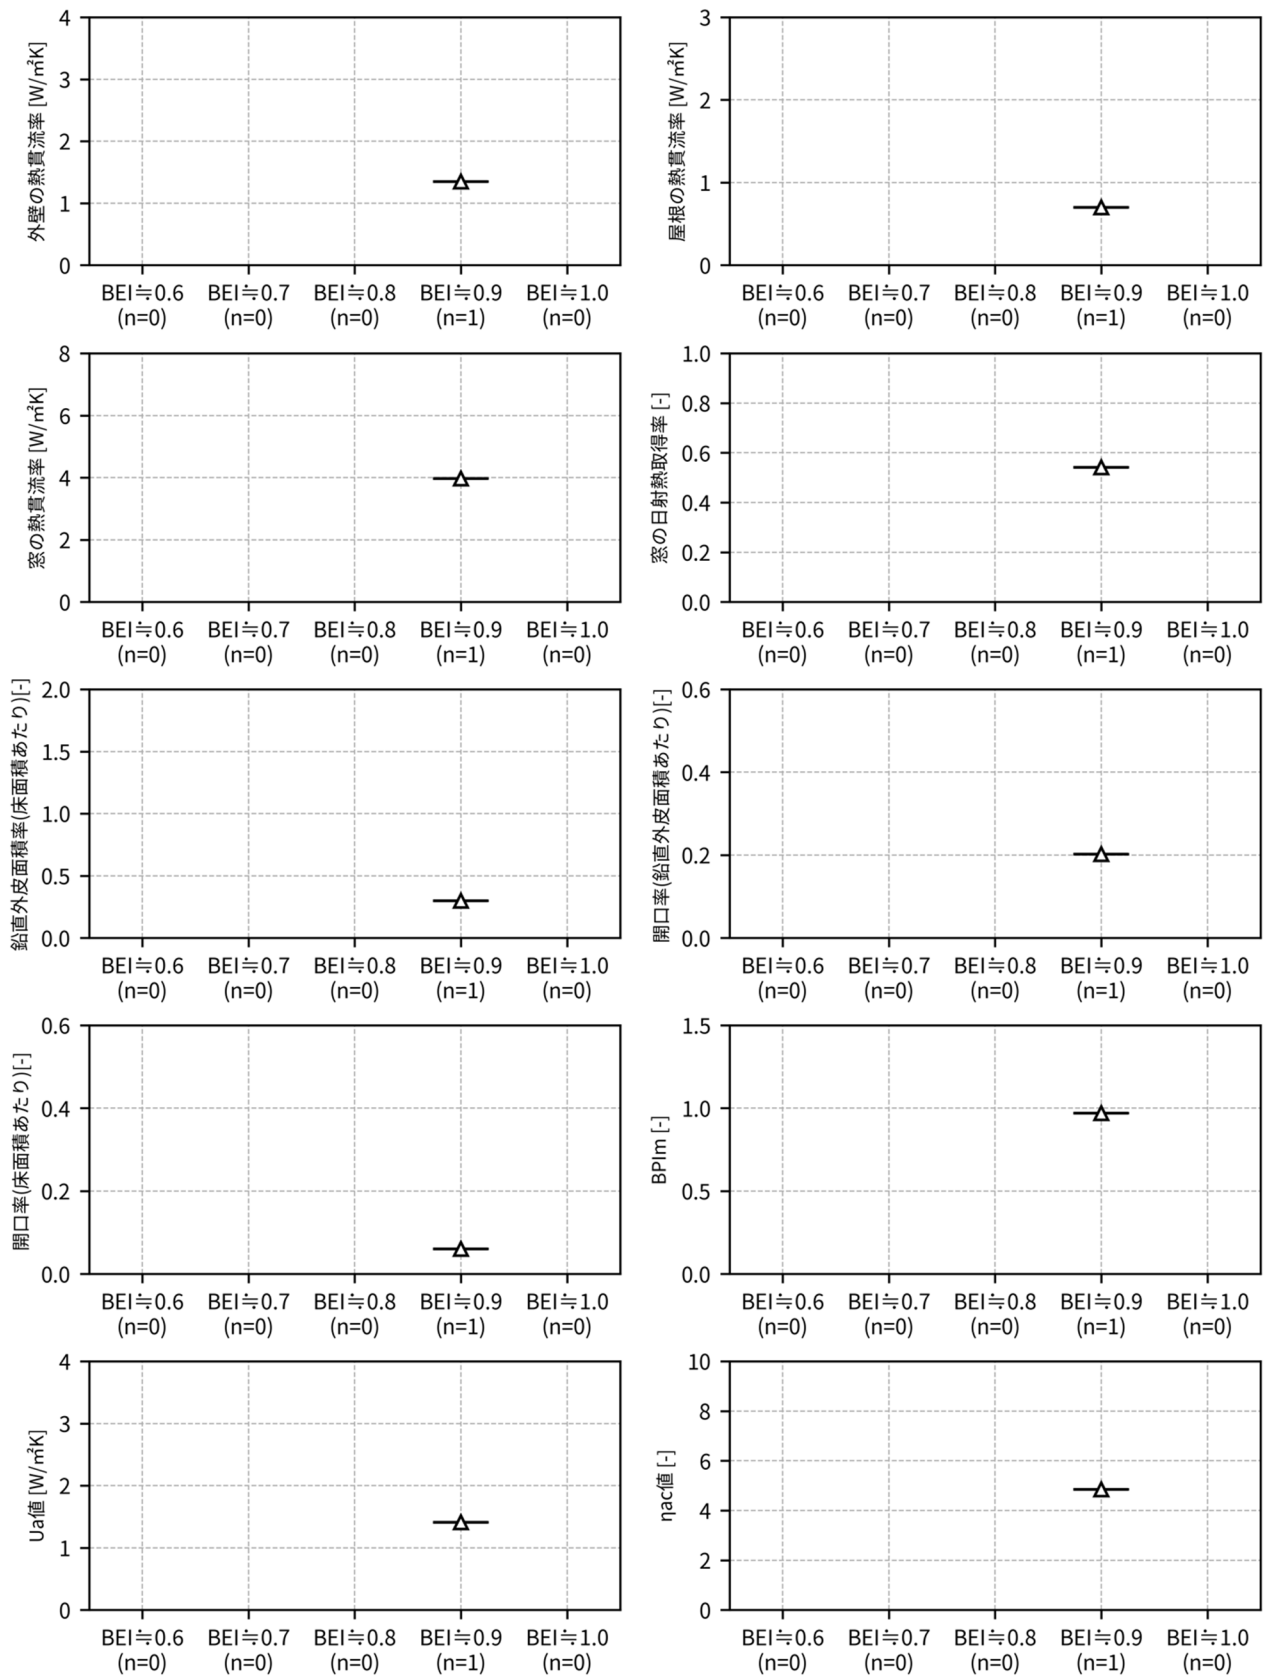 外壁の熱貫流率 [W/㎡K]
4
3
2
1
0
BEI≒0.6 BEI≒0.7 BEI≒0.8 BEI≒0.9 BEI≒1.0
(n=0) (n=0) (n=0) (n=1) (n=0)
屋根の熱貫流率 [W/㎡K]
3
2
1
0
BEI≒0.6 BEI≒0.7 BEI≒0.8 BEI≒0.9 BEI≒1.0
(n=0) (n=0) (n=0) (n=1) (n=0)
窓の熱貫流率 [W/㎡K]
8
6
4
2
0
BEI≒0.6 BEI≒0.7 BEI≒0.8 BEI≒0.9 BEI≒1.0
(n=0) (n=0) (n=0) (n=1) (n=0)
窓の日射熱取得率 [-]
1.0
0.8
0.6
0.4
0.2
0.0
BEI≒0.6 BEI≒0.7 BEI≒0.8 BEI≒0.9 BEI≒1.0
(n=0) (n=0) (n=0) (n=1) (n=0)
鉛直外皮面積率(床面積あたり)[-]
2.0
1.5
1.0
0.5
0.0
BEI≒0.6 BEI≒0.7 BEI≒0.8 BEI≒0.9 BEI≒1.0
(n=0) (n=0) (n=0) (n=1) (n=0)
開口率(鉛直外皮面積あたり)[-]
0.6
0.4
0.2
0.0
BEI≒0.6 BEI≒0.7 BEI≒0.8 BEI≒0.9 BEI≒1.0
(n=0) (n=0) (n=0) (n=1) (n=0)
開口率(床面積あたり)[-]
0.6
0.4
0.2
0.0
BEI≒0.6 BEI≒0.7 BEI≒0.8 BEI≒0.9 BEI≒1.0
(n=0) (n=0) (n=0) (n=1) (n=0)
BPIm [-]
1.5
1.0
0.5
0.0
BEI≒0.6 BEI≒0.7 BEI≒0.8 BEI≒0.9 BEI≒1.0
(n=0) (n=0) (n=0) (n=1) (n=0)
Ua値 [W/㎡K]
4
3
2
1
0
BEI≒0.6 BEI≒0.7 BEI≒0.8 BEI≒0.9 BEI≒1.0
(n=0) (n=0) (n=0) (n=1) (n=0)
ηac値 [-]
10
8
6
4
2
0
BEI≒0.6 BEI≒0.7 BEI≒0.8 BEI≒0.9 BEI≒1.0
(n=0) (n=0) (n=0) (n=1) (n=0)